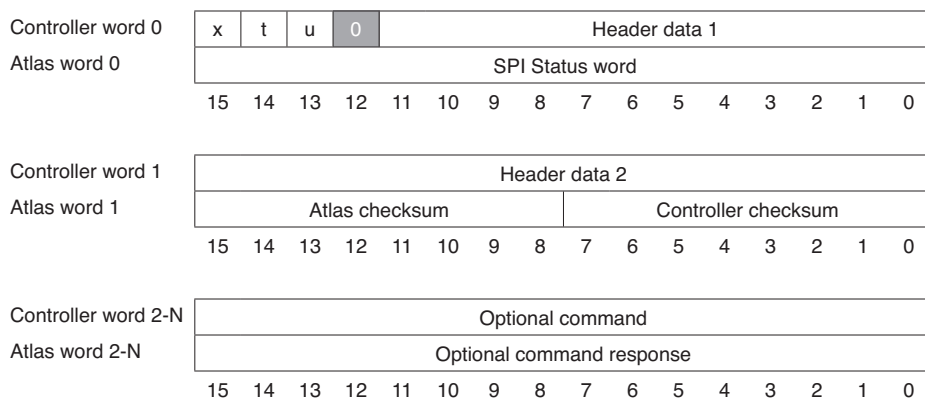 Controller word 0 x t u 0 Header data 1
Atlas word 0 SPI Status word
15 14 13 12 11 10 9 8 7 6 5 4 3 2 1 0
Controller word 1 Header data 2
Atlas word 1 Atlas checksum Controller checksum
15 14 13 12 11 10 9 8 7 6 5 4 3 2 1 0
Controller word 2-N Optional command
Atlas word 2-N Optional command response
15 14 13 12 11 10 9 8 7 6 5 4 3 2 1 0